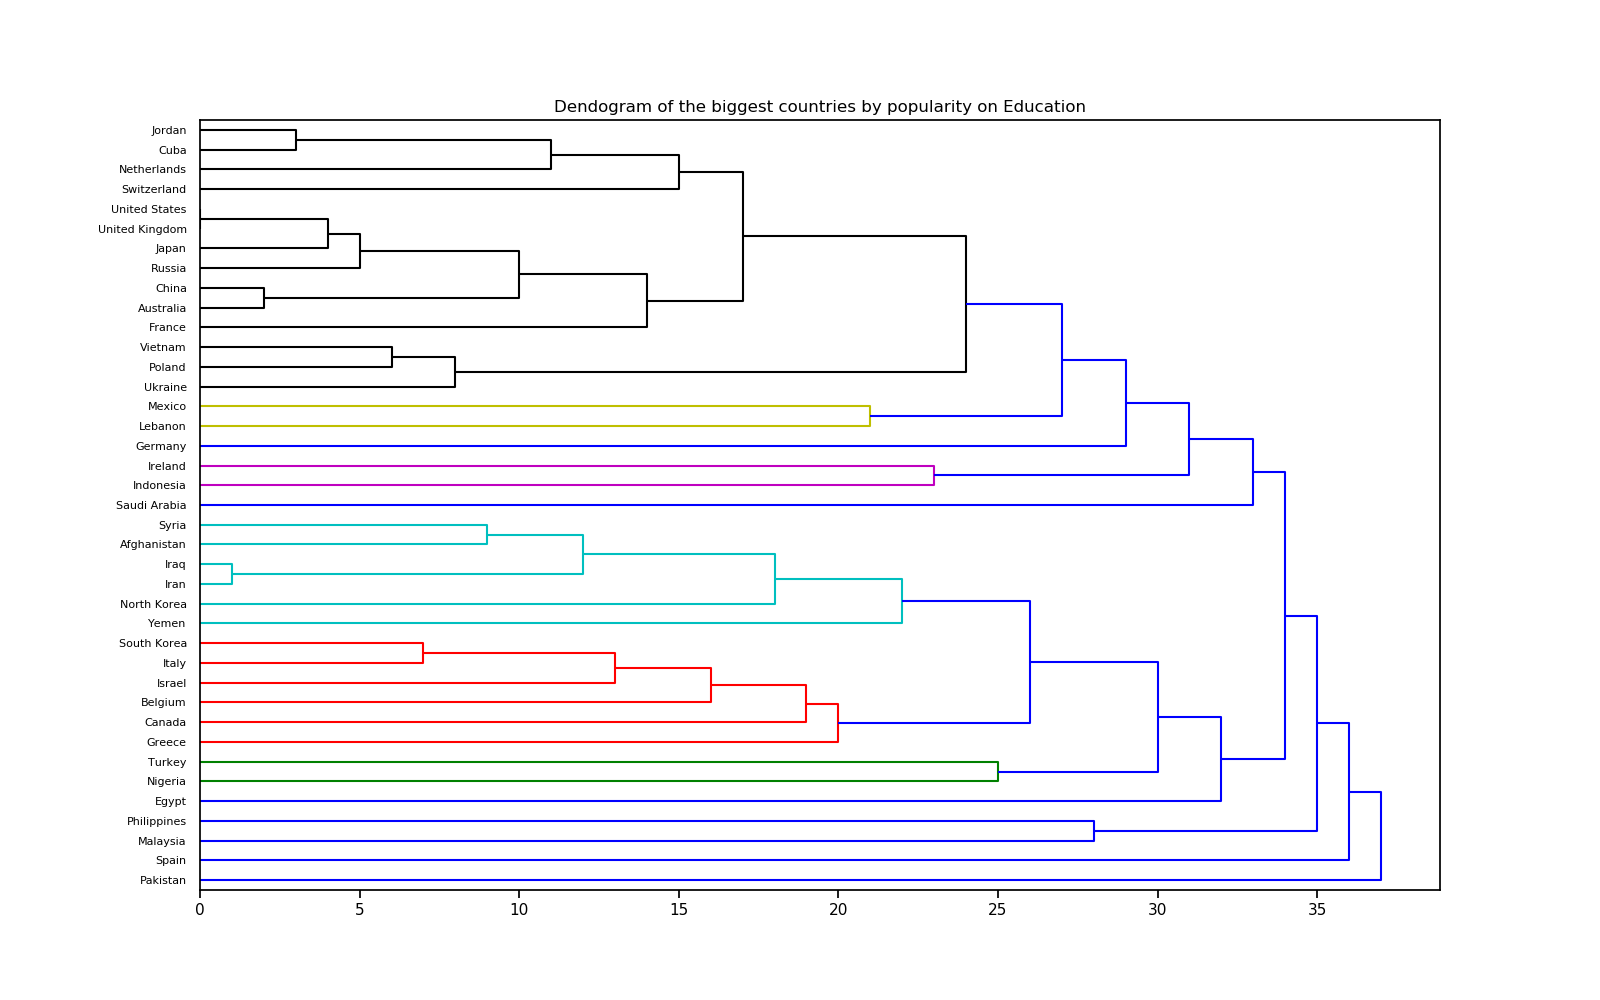 Dendogram of the biggest countries by popularity on Education
Jordan
Cuba
Netherlands
Switzerland
United States
United Kingdom
Japan
Russia
China
Australia
France
Vietnam
Poland
Ukraine
Mexico
Lebanon
Germany
Ireland
Indonesia
Saudi Arabia
Syria
Afghanistan
Iraq
Iran
North Korea
Yemen
South Korea
Italy
Israel
Belgium
Canada
Greece
Turkey
Nigeria
Egypt
Philippines
Malaysia
Spain
Pakistan
0 5 10 15 20 25 30 35